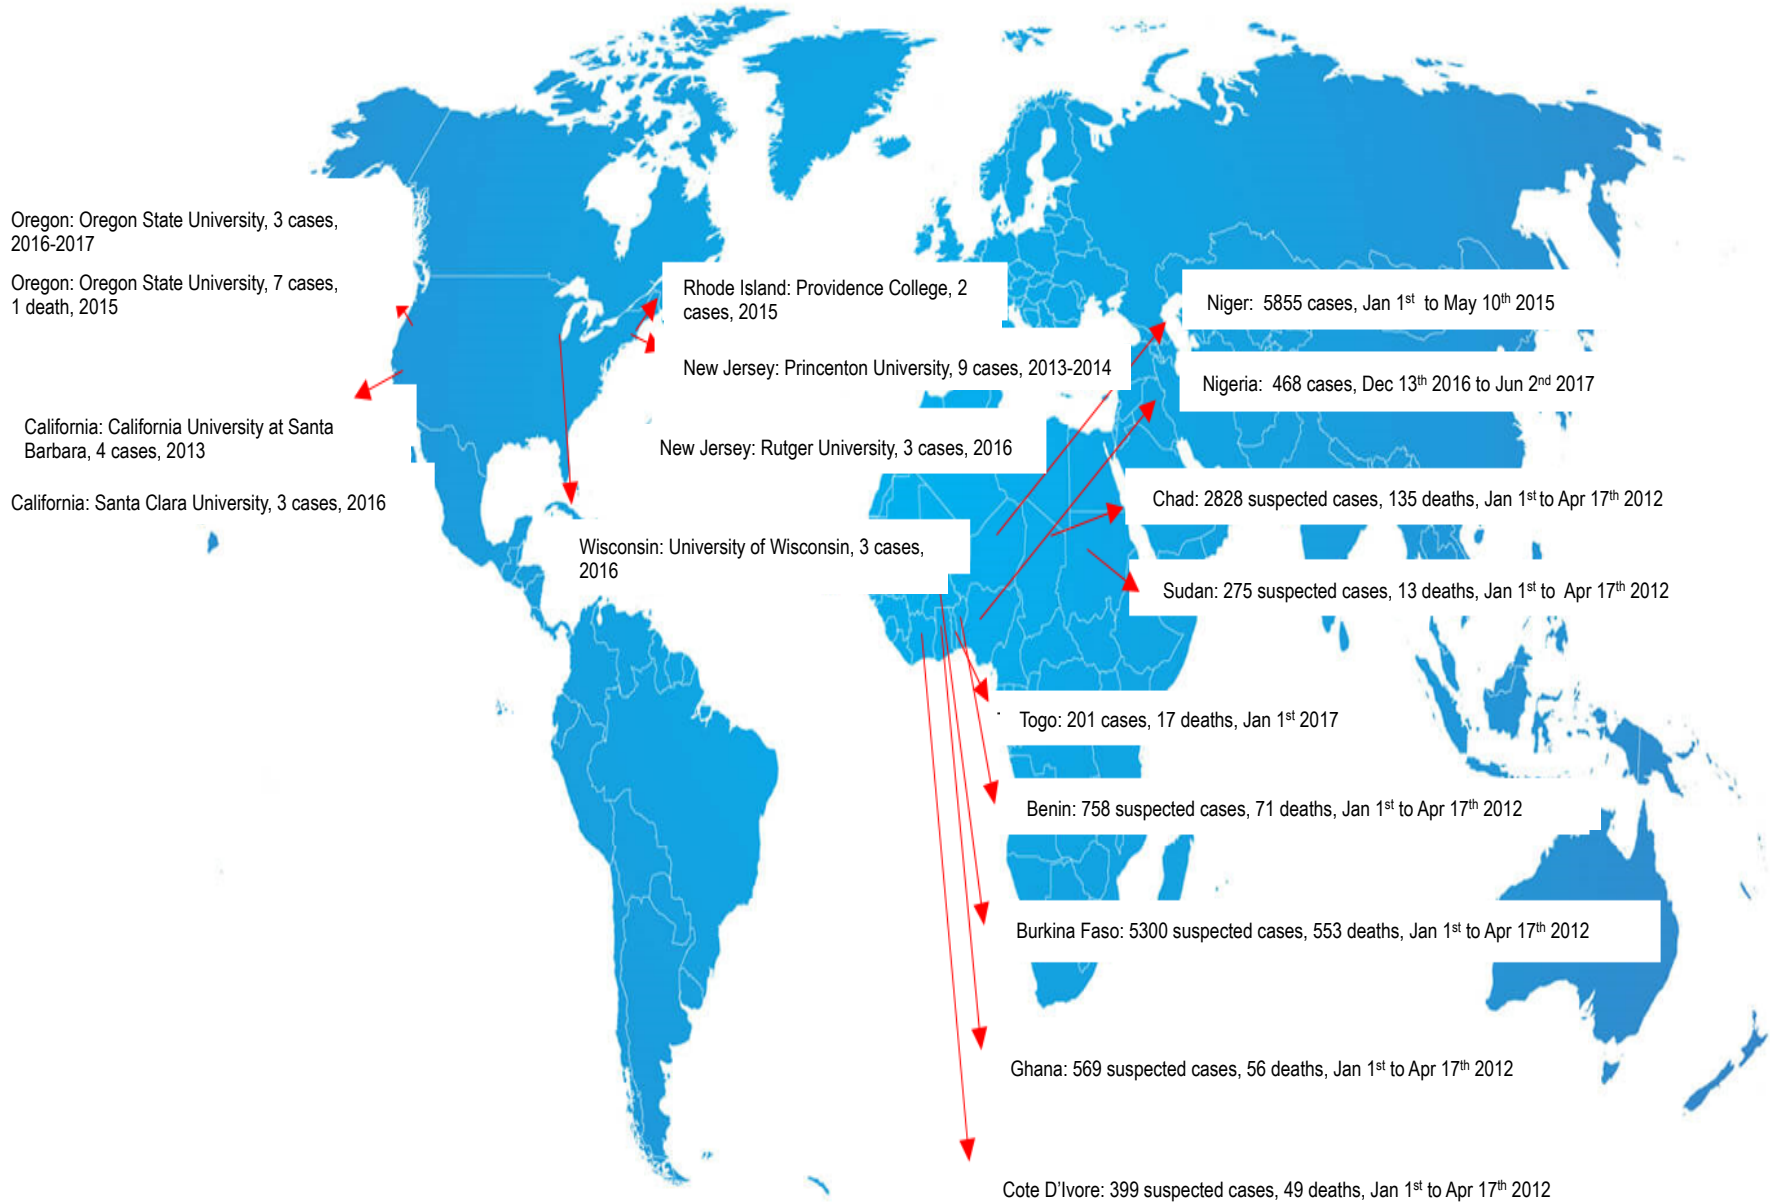 Oregon: Oregon State University, 3 cases,
2016-2017
Oregon: Oregon State University, 7 cases,
1 death, 2015
California: California University at Santa
Barbara, 4 cases, 2013
California: Santa Clara University, 3 cases, 2016
Rhode Island: Providence College, 2
cases, 2015
New Jersey: Princenton University, 9 cases, 2013-2014
New Jersey: Rutger University, 3 cases, 2016
Wisconsin: University of Wisconsin, 3 cases,
2016
Niger: 5855 cases, Jan 1st to May 10th 2015
Nigeria: 468 cases, Dec 13th 2016 to Jun 2nd 2017
Chad: 2828 suspected cases, 135 deaths, Jan 1st to Apr 17th 2012
Sudan: 275 suspected cases, 13 deaths, Jan 1st to Apr 17th 2012
Togo: 201 cases, 17 deaths, Jan 1st 2017
Benin: 758 suspected cases, 71 deaths, Jan 1st to Apr 17th 2012
Burkina Faso: 5300 suspected cases, 553 deaths, Jan 1st to Apr 17th 2012
Ghana: 569 suspected cases, 56 deaths, Jan 1st to Apr 17th 2012
Cote D'Ivore: 399 suspected cases, 49 deaths, Jan 1st to Apr 17th 2012